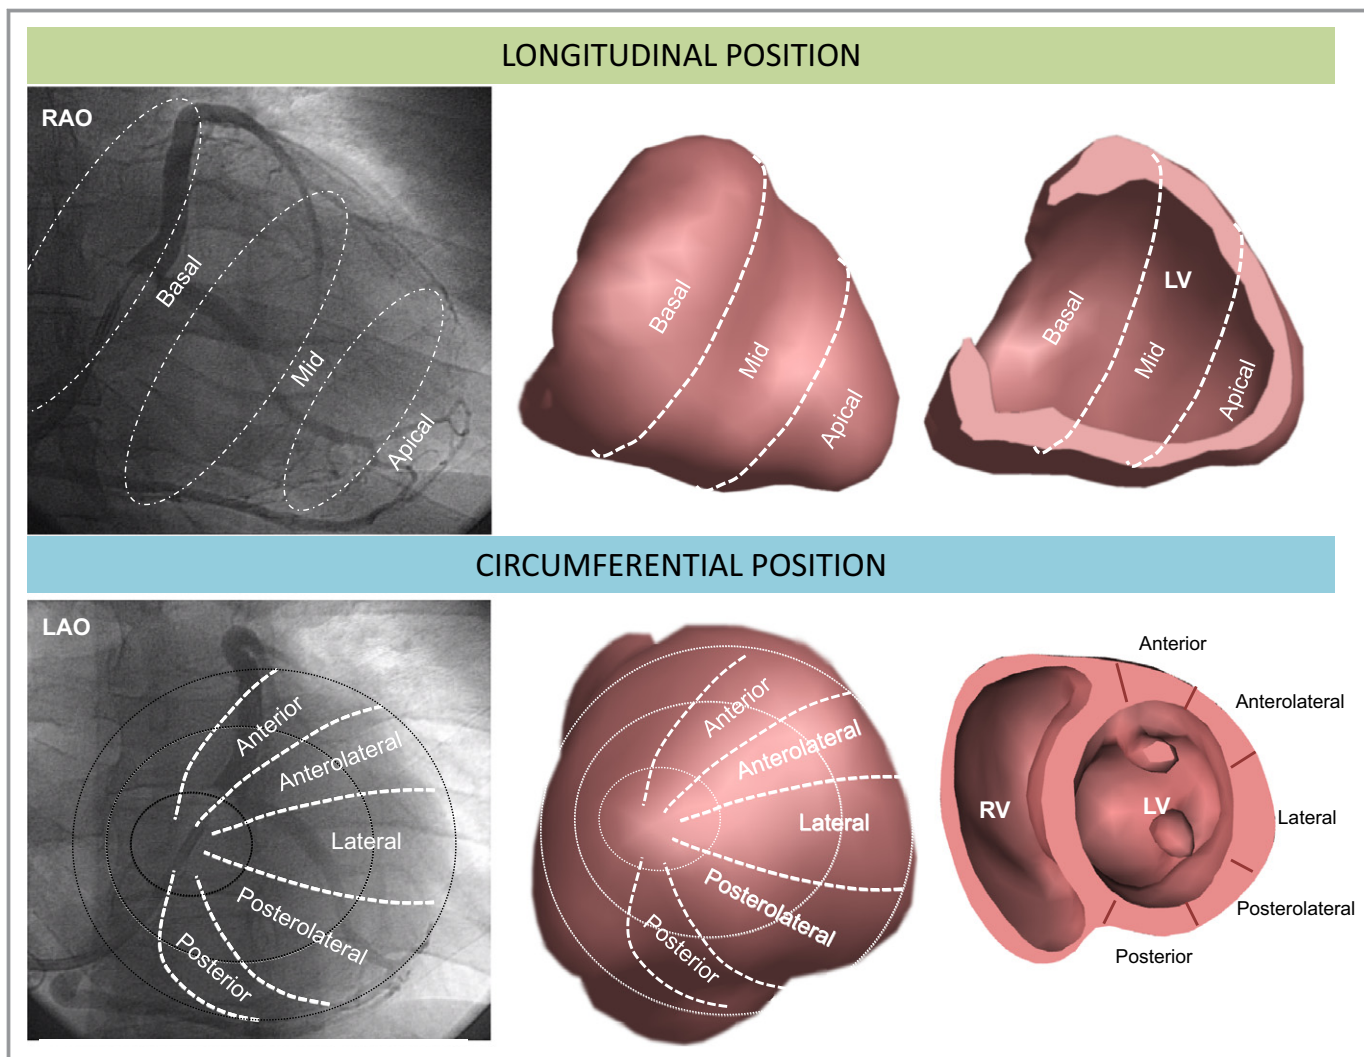 LONGITUDINAL POSITION
RAO
Basal
Mid
Apical
Basal
Mid
Apical
Basal
LV
Mid
Apical
CIRCUMFERENTIAL POSITION
LAO
Anterior
Anterolateral
Lateral
Posterolateral
Posterior
Anterior
Anterolateral
Lateral
Posterolateral
Posterior
Anterior
Anterolateral
RV
LV
Lateral
Posterolateral
Posterior